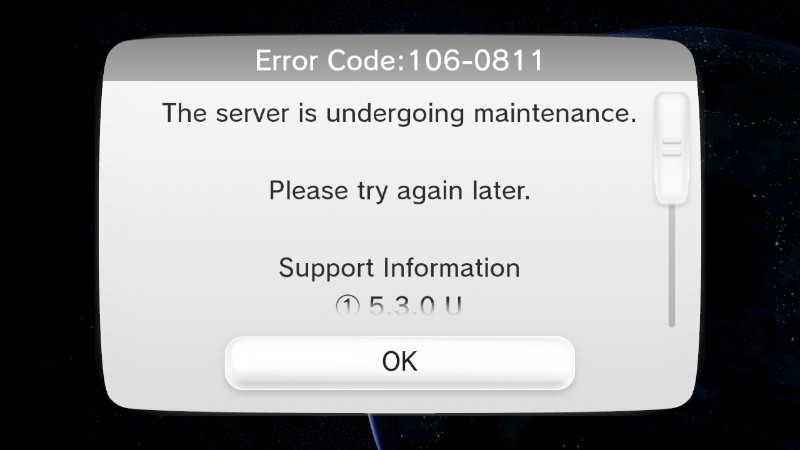 Error Code:106-0811
The server is undergoing maintenance.
Please try again later.
Support Information
① 5.3.0 U
OK